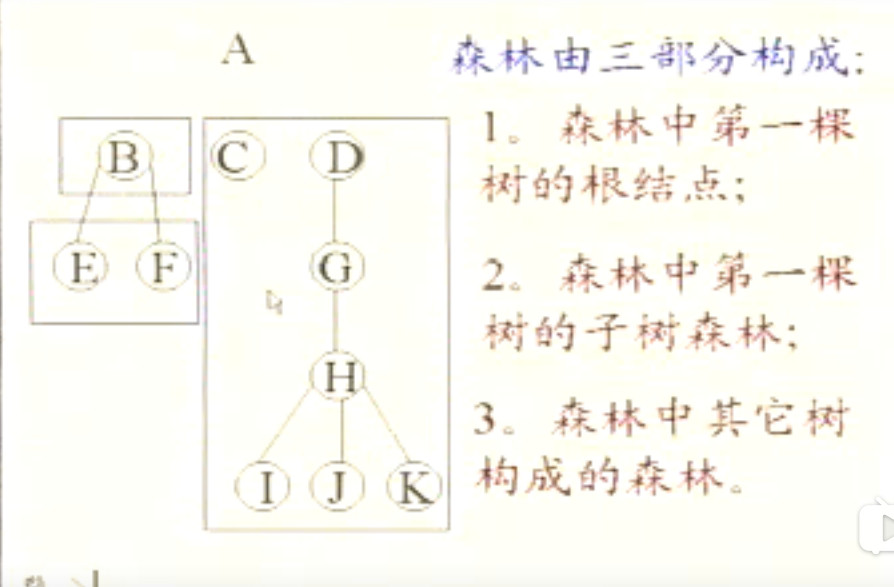 A
森林由三部分构成:
1。森林中第一棵
树的根结点;
2。森林中第一棵
树的子树森林;
3。森林中其它树
构成的森林。
B
C
D
E
F
G
H
I
J
K